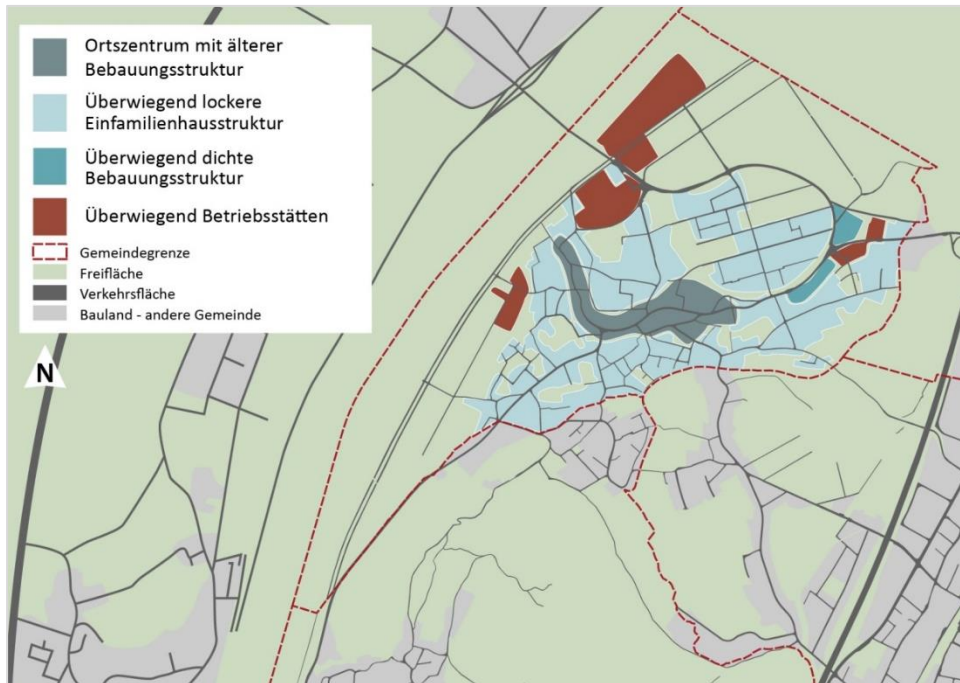 Ortszentrum mit älterer
Bebauungsstruktur
Überwiegend lockere
Einfamilienhausstruktur
Überwiegend dichte
Bebauungsstruktur
Überwiegend Betriebsstätten
Gemeindegrenze
Freifläche
Verkehrsfläche
Bauland - andere Gemeinde
N